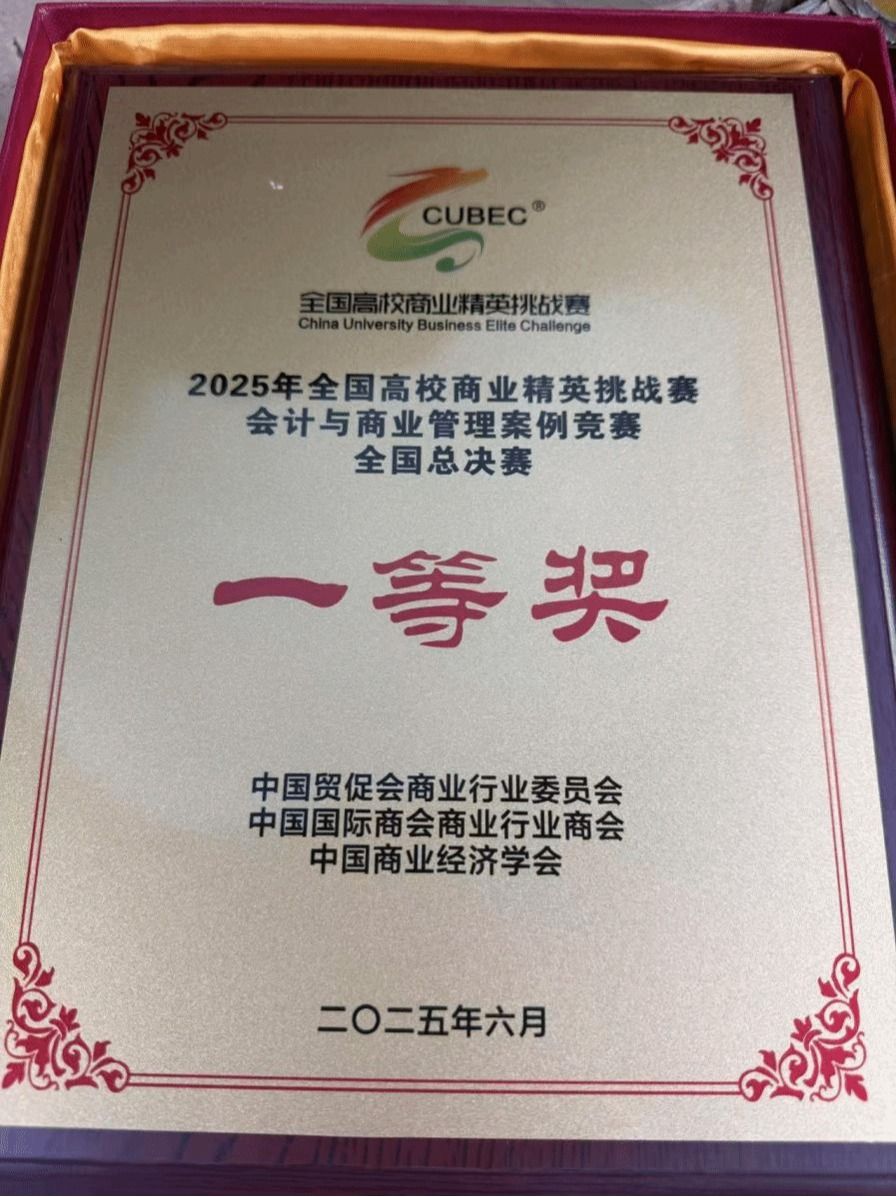 CUBEC®
全国高校商业精英挑战赛
China University Business Elite Challenge
2025年全国高校商业精英挑战赛
会计与商业管理案例竞赛
全国总决赛
一等奖
中国贸促会商业行业委员会
中国国际商会商业行业商会
中国商业经济学会
二〇二五年六月